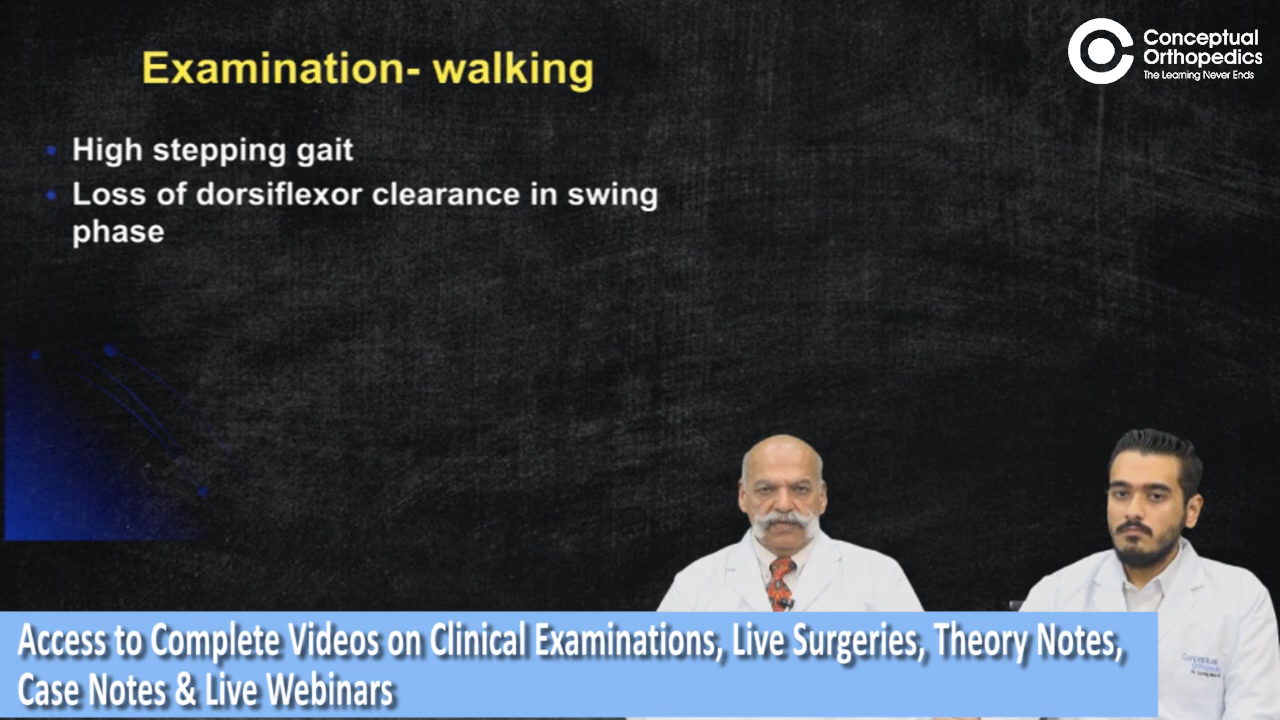 Examination- walking
Conceptual
Orthopedics
The Learning Never Ends
High stepping gait
Loss of dorsiflexor clearance in swing
phase
Access to Complete Videos on Clinical Examinations, Live Surgeries, Theory Notes,
Case Notes & Live Webinars
Conceptual